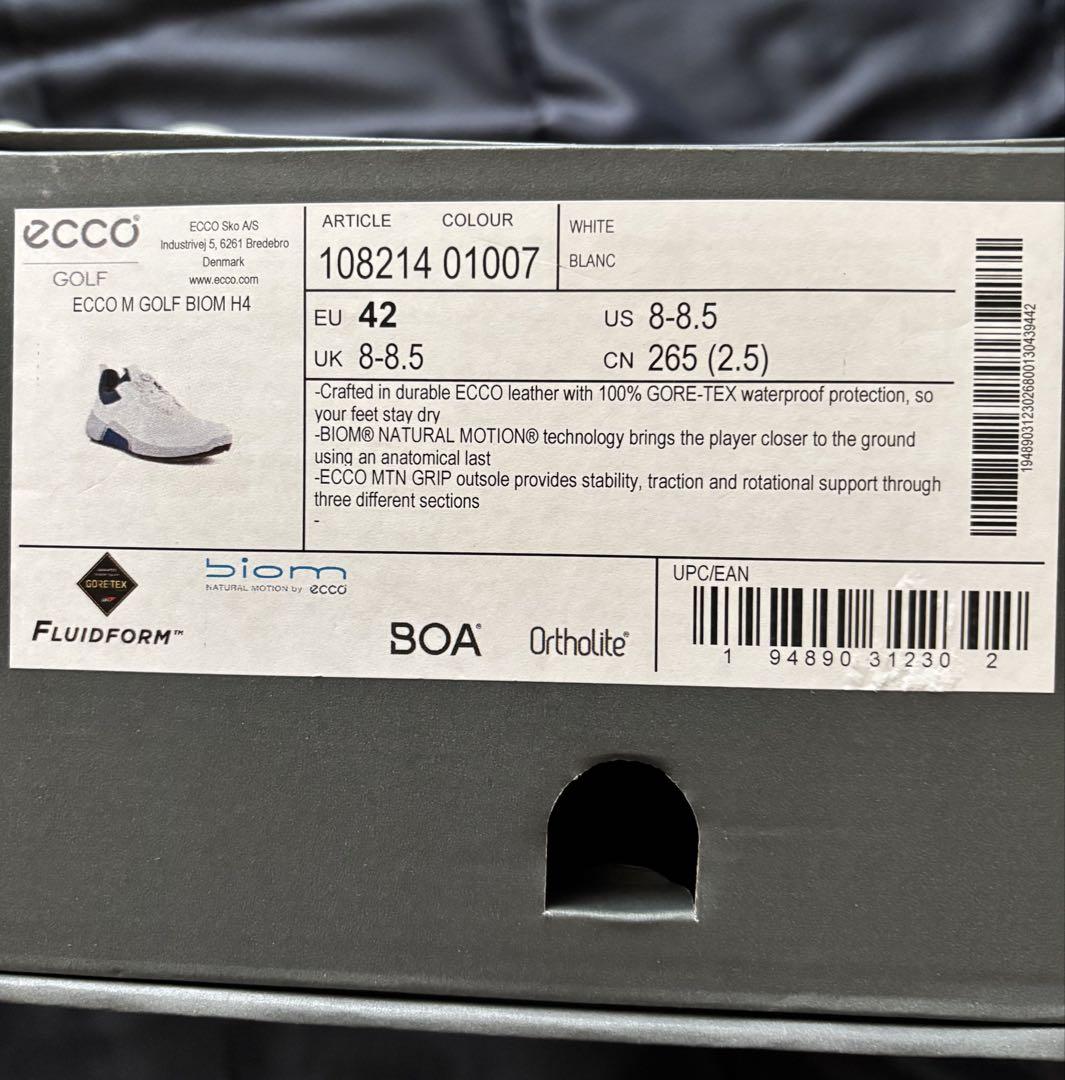 ecco®
GOLF
ECCO Sko A/S
Industrivej 5, 6261 Bredebro
Denmark
www.ecco.com
ECCO M GOLF BIOM H4
ARTICLE COLOUR
108214 01007
WHITE
BLANC
EU 42
US 8-8.5
UK 8-8.5
CN 265 (2.5)
-Crafted in durable ECCO leather with 100% GORE-TEX waterproof protection, so
your feet stay dry
-BIOM® NATURAL MOTION® technology brings the player closer to the ground
using an anatomical last
-ECCO MTN GRIP outsole provides stability, traction and rotational support through
three different sections
-
1948903123026800130439442
GORE-TEX
biom
NATURAL MOTION by ecco
FLUIDFORM™
BOA®
Ortholite®
UPC/EAN
1 94890 31230 2